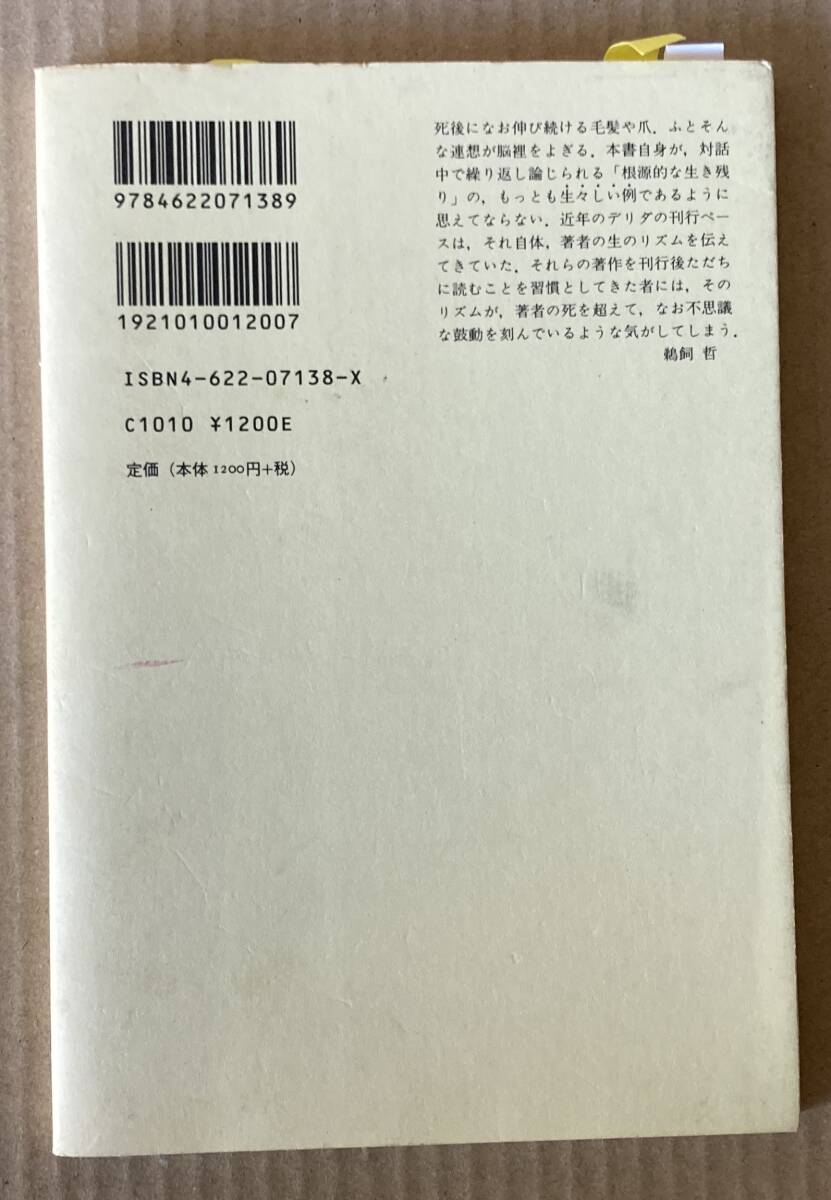 9784622071389
1921010012007
ISBN4-622-07138-X
C1010 ¥1200E
定価(本体1200円+税)
死後になお伸び続ける毛髪や爪．ふとそん
な連想が脳裡をよぎる．本書自身が，対話
中で繰り返し論じられる「根源的な生き残
り」の，もっとも生々しい例であるように
思えてならない．近年のデリダの刊行ペー
スは，それ自体，著者の生のリズムを伝え
てきていた．それらの著作を刊行後ただち
に読むことを習慣としてきた者には，その
リズムが，著者の死を超えて，なお不思議
な鼓動を刻んでいるような気がしてしまう．
鵜飼 哲